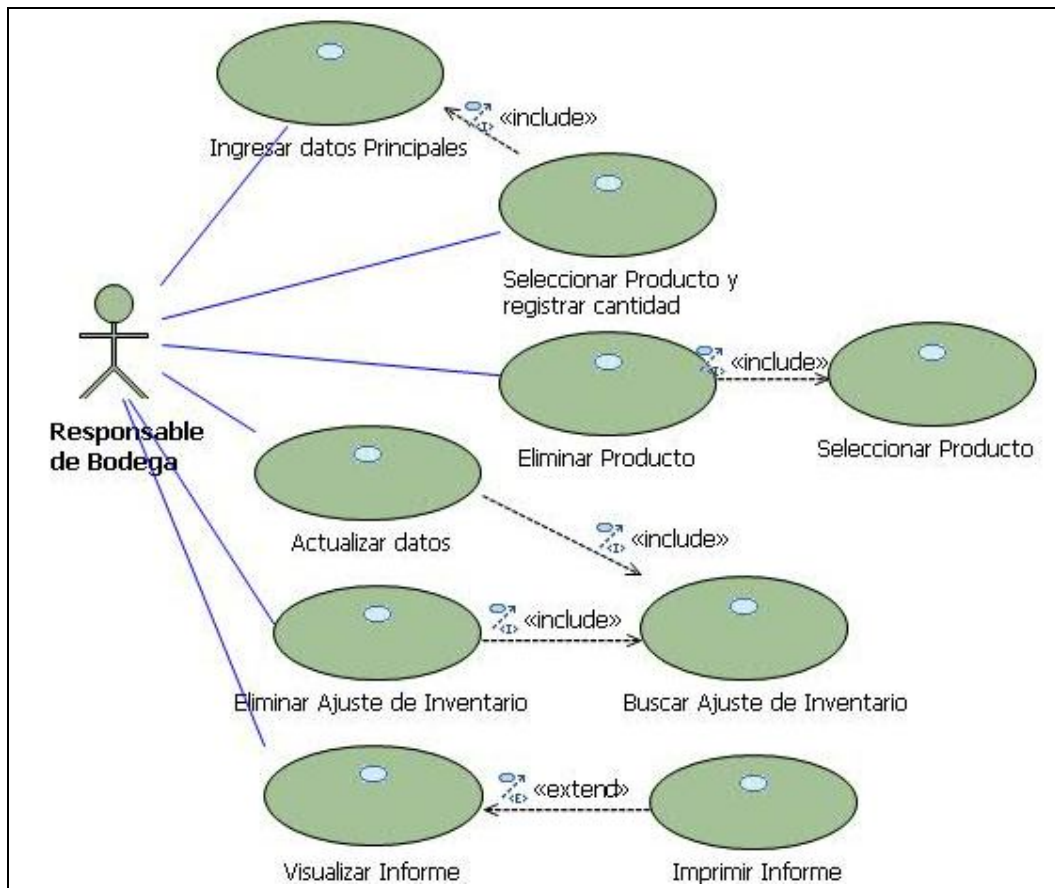 «include»
Ingresar datos Principales
Seleccionar Producto y
registrar cantidad
«include»
Responsable
de Bodega
Eliminar Producto
Seleccionar Producto
Actualizar datos
«include»
«include»
Eliminar Ajuste de Inventario
Buscar Ajuste de Inventario
«extend»
Visualizar Informe
Imprimir Informe